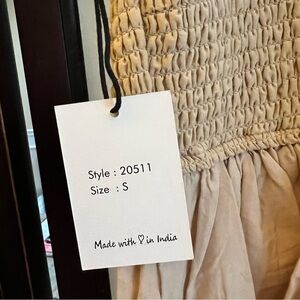 Style : 20511
Size : S
Made with ♡ in India